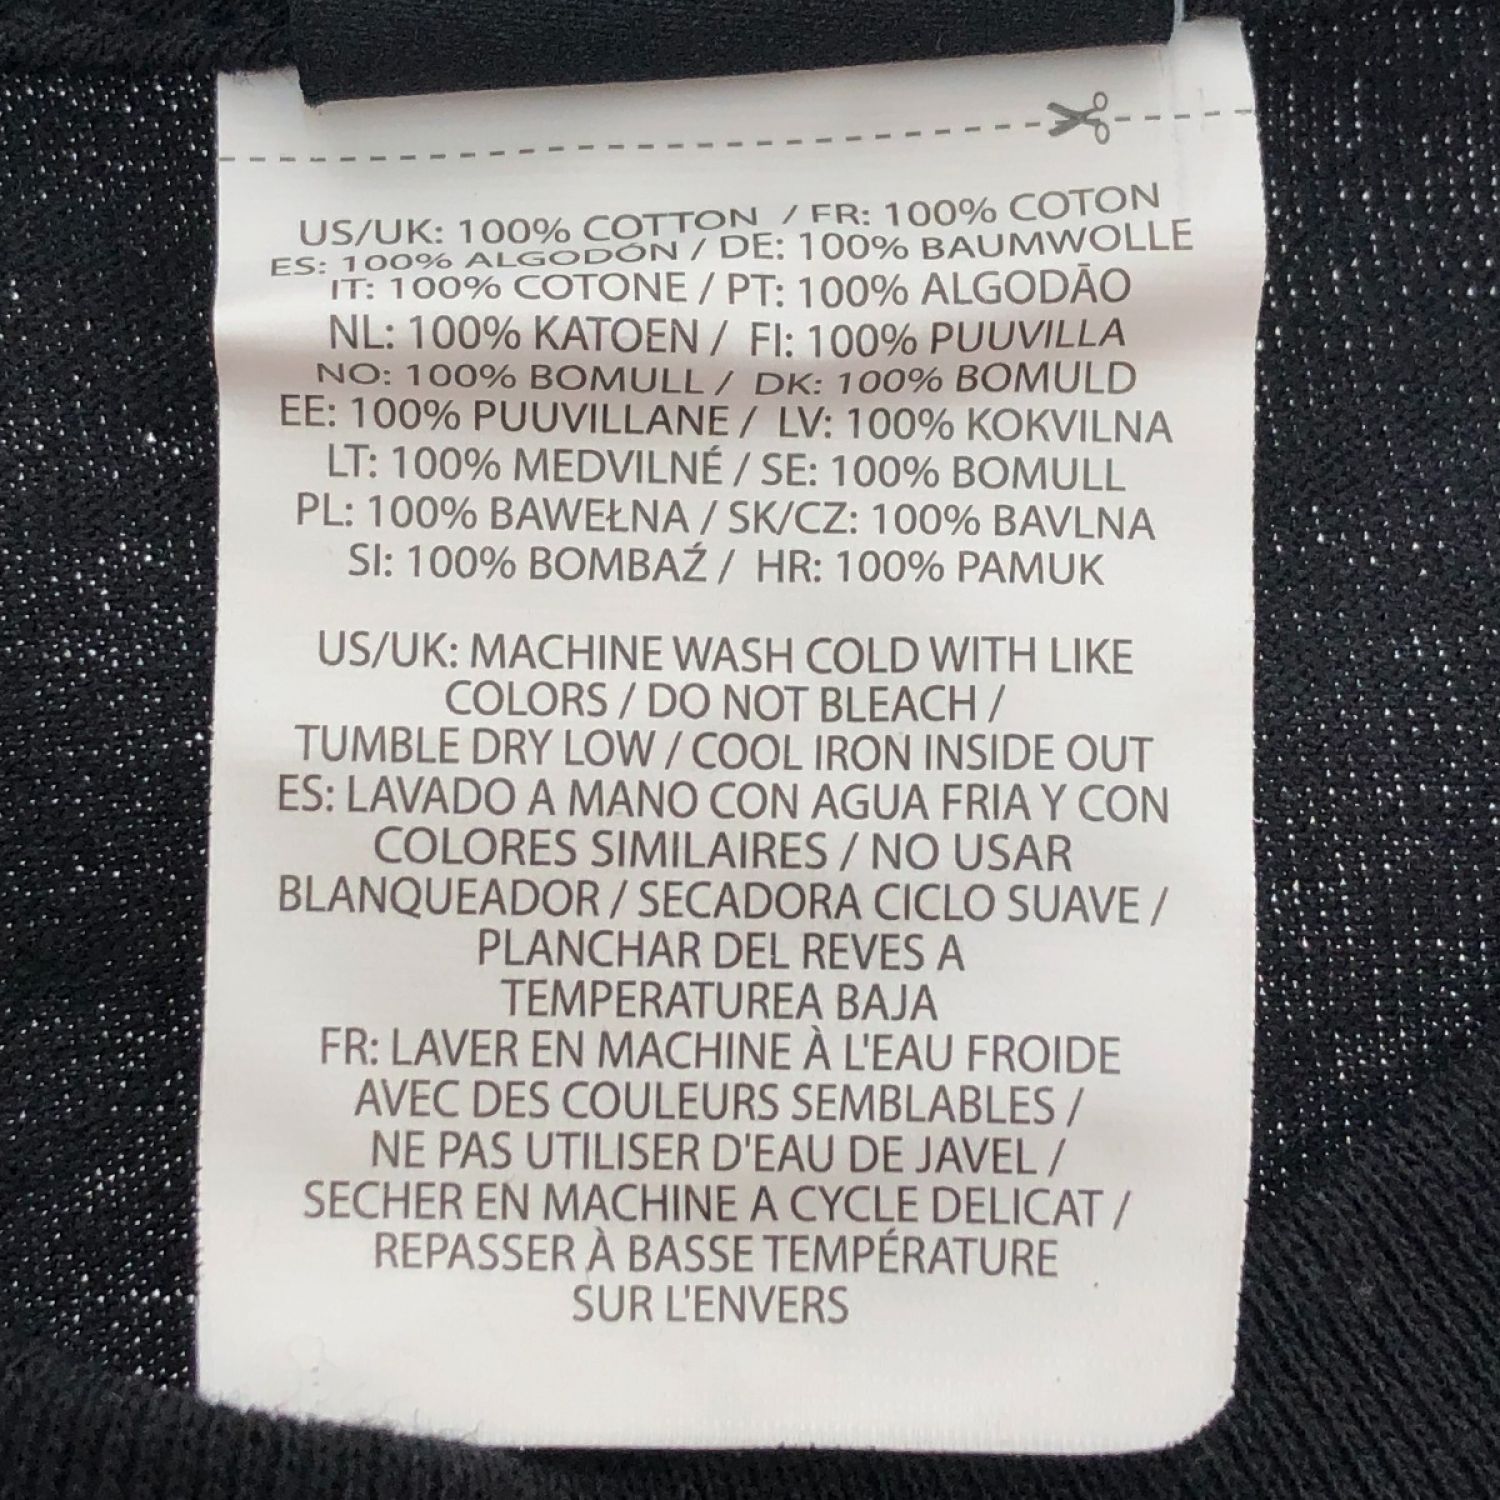 US/UK: 100% COTTON / FR: 100% COTON
ES: 100% ALGODÓN / DE: 100% BAUMWOLLE
IT: 100% COTONE / PT: 100% ALGODÃO
NL: 100% KATOEN / FI: 100% PUUVILLA
NO: 100% BOMULL / DK: 100% BOMULD
EE: 100% PUUVILLANE / LV: 100% KOKVILNA
LT: 100% MEDVILNÉ / SE: 100% BOMULL
PL: 100% BAWEŁNA / SK/CZ: 100% BAVLNA
SI: 100% BOMBAŹ / HR: 100% PAMUK
US/UK: MACHINE WASH COLD WITH LIKE
COLORS / DO NOT BLEACH /
TUMBLE DRY LOW / COOL IRON INSIDE OUT
ES: LAVADO A MANO CON AGUA FRIA Y CON
COLORES SIMILAIRES / NO USAR
BLANQUEADOR / SECADORA CICLO SUAVE /
PLANCHAR DEL REVES A
TEMPERATUREA BAJA
FR: LAVER EN MACHINE À L'EAU FROIDE
AVEC DES COULEURS SEMBLABLES /
NE PAS UTILISER D'EAU DE JAVEL /
SECHER EN MACHINE A CYCLE DELICAT /
REPASSER À BASSE TEMPÉRATURE
SUR L'ENVERS